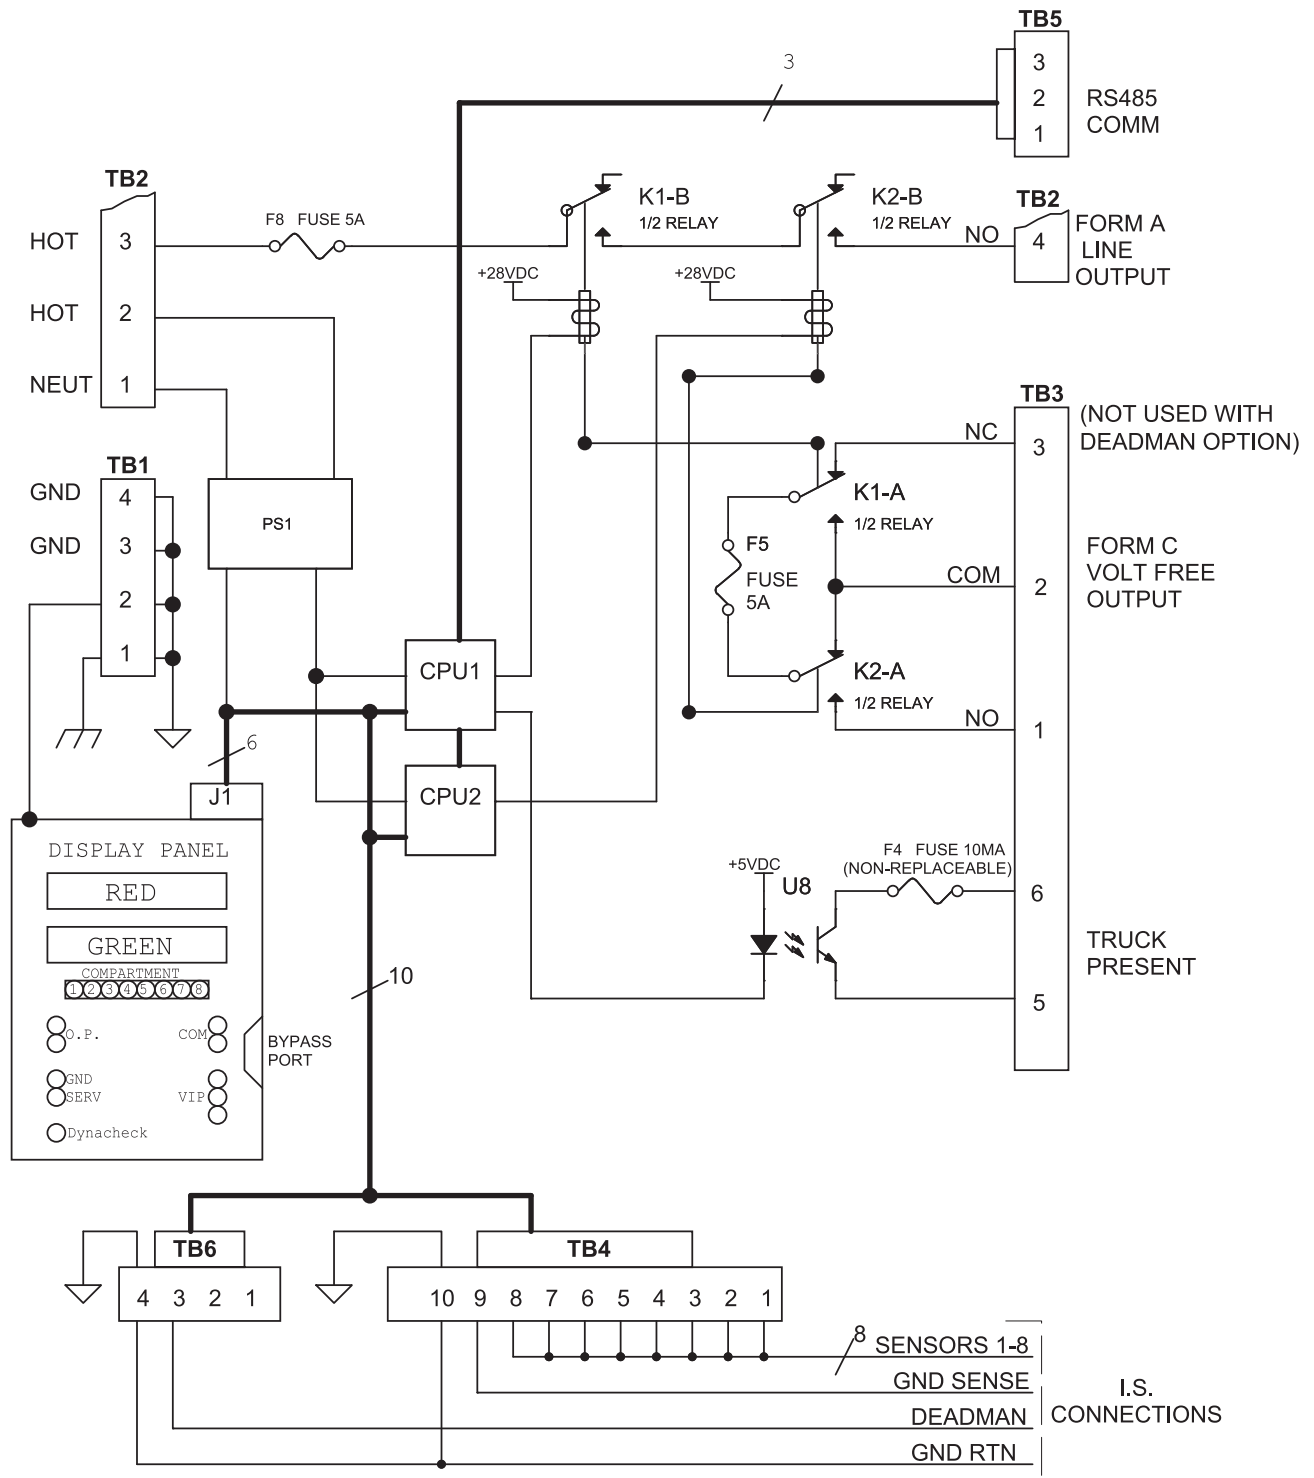 TB5
3
3
2
1
RS485
COMM
TB2
HOT
3
HOT
2
NEUT
1
F8 FUSE 5A
K1-B
1/2 RELAY
K2-B
1/2 RELAY
+28VDC
+28VDC
TB2
NO
4
FORM A
LINE
OUTPUT
TB3
(NOT USED WITH
DEADMAN OPTION)
NC
3
K1-A
1/2 RELAY
F5
FUSE
5A
COM
2
FORM C
VOLT FREE
OUTPUT
K2-A
1/2 RELAY
NO
1
TB1
GND
4
GND
3
2
1
PS1
CPU1
CPU2
6
J1
DISPLAY PANEL
RED
GREEN
COMPARTMENT
1 2 3 4 5 6 7 8
O.P.
COM
BYPASS
PORT
GND
SERV
VIP
Dynacheck
10
+5VDC
U8
F4 FUSE 10MA
(NON-REPLACEABLE)
6
TRUCK
PRESENT
5
TB6
4 3 2 1
TB4
10 9 8 7 6 5 4 3 2 1
8
SENSORS 1-8
GND SENSE
DEADMAN
GND RTN
I.S.
CONNECTIONS